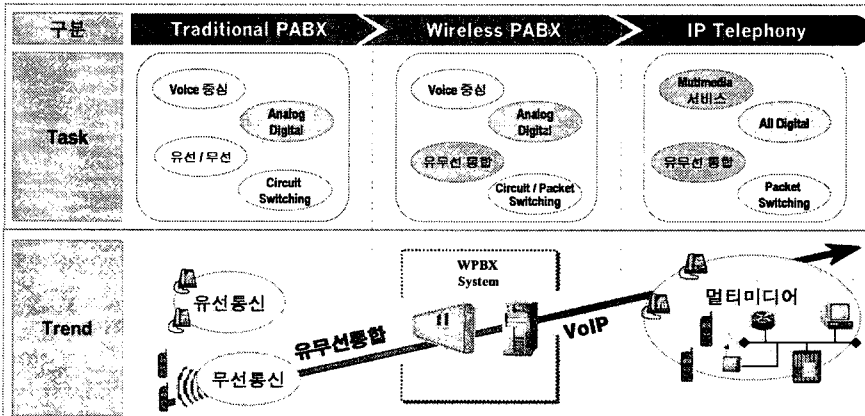 구분
Traditional PABX
Wireless PABX
IP Telephony
Task
Voice 중심
Analog
Digital
유선 / 무선
Circuit
Switching
Voice 중심
Analog
Digital
유무선 통합
Circuit / Packet
Switching
Mutimedia
서비스
All Digital
유무선 통합
Packet
Switching
Trend
유선통신
무선통신
유무선통합
WPBX
System
VoIP
멀티미디어